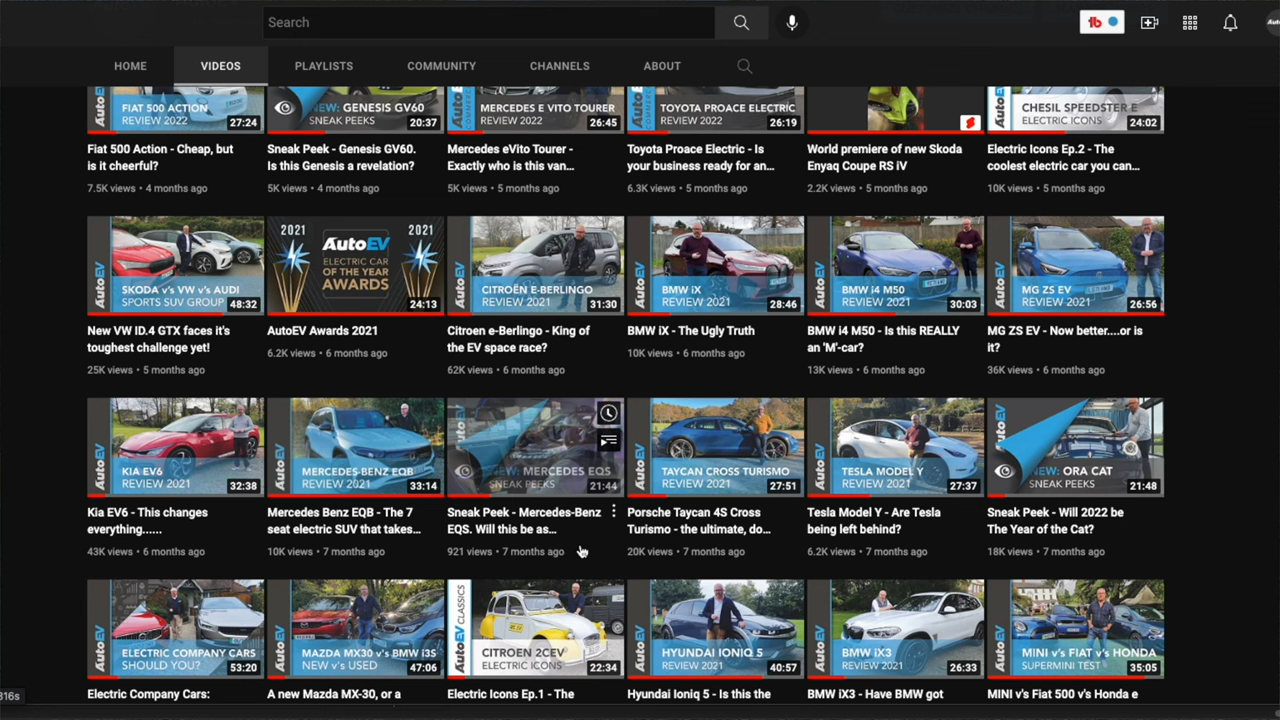 Search
HOME
VIDEOS
PLAYLISTS
COMMUNITY
CHANNELS
ABOUT
AutoEV
FIAT 500 ACTION
REVIEW 2022
27:24
NEW: GENESIS GV60
SNEAK PEEKS
20:37
MERCEDES E VITO TOURER
REVIEW 2022
26:45
TOYOTA PROACE ELECTRIC
REVIEW 2022
26:19
AutoEV
CHESIL SPEEDSTER E
ELECTRIC ICONS
24:02
Fiat 500 Action - Cheap, but
is it cheerful?
7.5K views • 4 months ago
Sneak Peek - Genesis GV60.
Is this Genesis a revelation?
5K views • 4 months ago
Mercedes eVito Tourer -
Exactly who is this van...
5K views • 5 months ago
Toyota Proace Electric - Is
your business ready for an...
6.3K views • 5 months ago
World premiere of new Skoda
Enyaq Coupe RS iV
2.2K views • 5 months ago
Electric Icons Ep.2 - The
coolest electric car you can...
10K views • 5 months ago
AutoEV
SKODA v's VW v's AUDI
SPORTS SUV GROUP
48:32
2021
AutoEV
2021
ELECTRIC CAR
OF THE YEAR
AWARDS
24:13
AutoEV
CITROËN E-BERLINGO
REVIEW 2021
31:30
AutoEV
BMW iX
REVIEW 2021
28:46
AutoEV
BMW i4 M50
REVIEW 2021
30:03
AutoEV
MG ZS EV
REVIEW 2021
26:56
New VW ID.4 GTX faces it's
toughest challenge yet!
25K views • 5 months ago
AutoEV Awards 2021
6.2K views • 6 months ago
Citroen e-Berlingo - King of
the EV space race?
62K views • 6 months ago
BMW iX - The Ugly Truth
10K views • 6 months ago
BMW i4 M50 - Is this REALLY
an 'M'-car?
13K views • 6 months ago
MG ZS EV - Now better....or is
it?
36K views • 6 months ago
AutoEV
KIA EV6
REVIEW 2021
32:38
AutoEV
MERCEDES-BENZ EQB
REVIEW 2021
33:14
AutoEV
NEW: MERCEDES EQS
SNEAK PEEKS
21:44
AutoEV
TAYCAN CROSS TURISMO
REVIEW 2021
27:51
AutoEV
TESLA MODEL Y
REVIEW 2021
27:37
AutoEV
NEW: ORA CAT
SNEAK PEEKS
21:48
Kia EV6 - This changes
everything......
43K views • 6 months ago
Mercedes Benz EQB - The 7
seat electric SUV that takes...
10K views • 7 months ago
Sneak Peek - Mercedes-Benz
EQS. Will this be as...
921 views • 7 months ago
Porsche Taycan 4S Cross
Turismo - the ultimate, do...
20K views • 7 months ago
Tesla Model Y - Are Tesla
being left behind?
6.2K views • 7 months ago
Sneak Peek - Will 2022 be
The Year of the Cat?
18K views • 7 months ago
AutoEV
ELECTRIC COMPANY CARS
SHOULD YOU?
53:20
AutoEV
MAZDA MX30 v's BMW I3S
NEW v's USED
47:06
AutoEV CLASSICS
CITROEN 2CEV
ELECTRIC ICONS
22:34
AutoEV
HYUNDAI IONIQ 5
REVIEW 2021
40:57
AutoEV
BMW iX3
REVIEW 2021
26:33
AutoEV
MINI v's FIAT v's HONDA
SUPERMINI TEST
35:05
816s
Electric Company Cars:
A new Mazda MX-30, or a
Electric Icons Ep.1 - The
Hyundai Ioniq 5 - Is this the
BMW iX3 - Have BMW got
MINI v's Fiat 500 v's Honda e